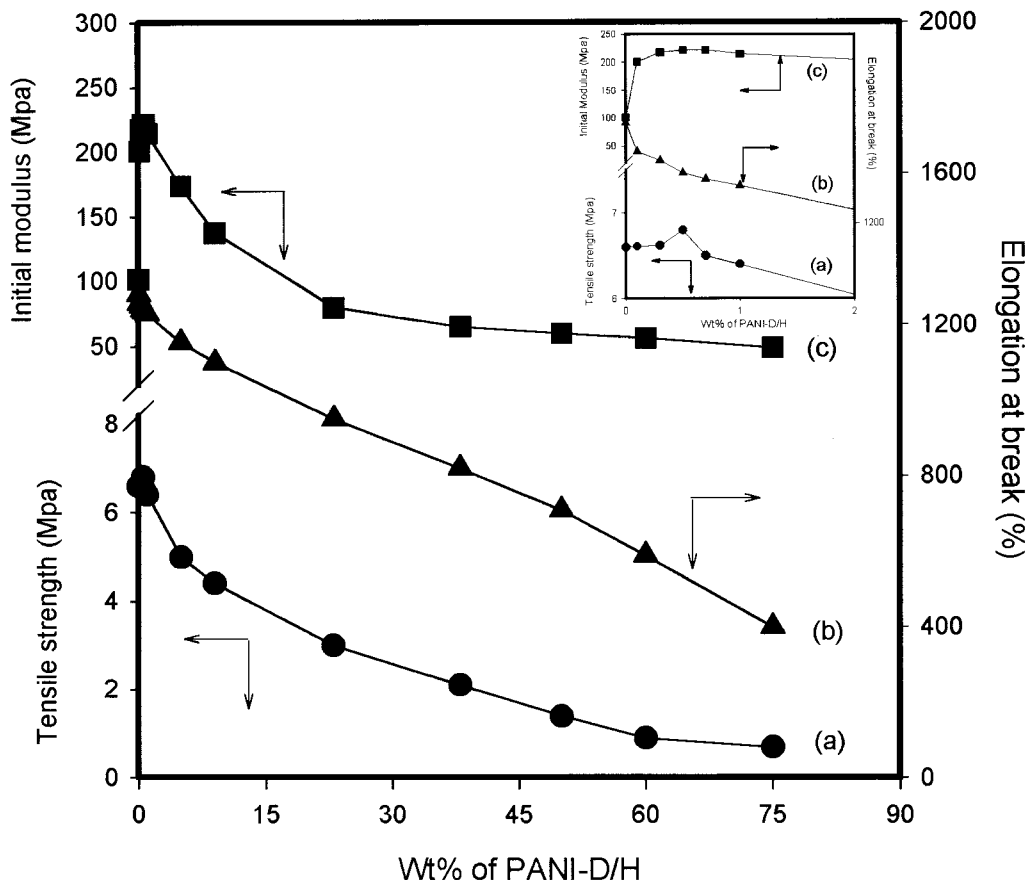 Initial modulus (Mpa)
300
250
200
150
100
50
Tensile strength (Mpa)
8
6
4
2
0
0 15 30 45 60 75 90
Wt% of PANI-D/H
2000
1600
1200
800
400
0
Elongation at break (%)
(c)
(b)
(a)
Initial Modulus (Mpa)
250
200
150
100
50
Tensile strength (Mpa)
7
6
0 1 2
Wt% of PANI-D/H
1200
Elongation at break
(%)
(c)
(b)
(a)